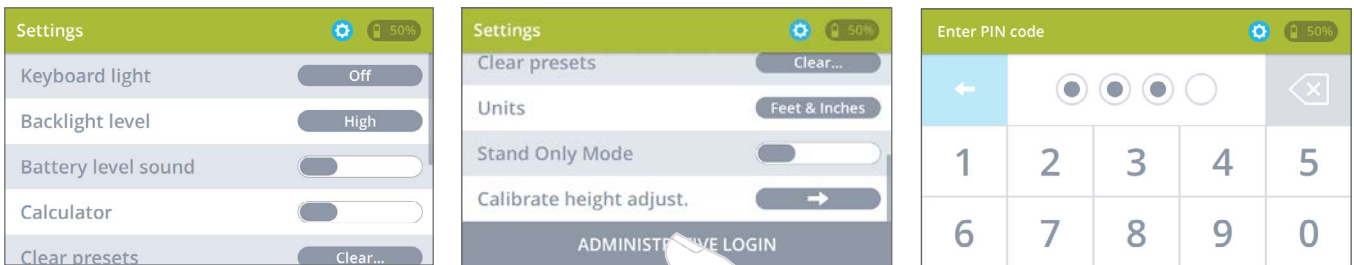 Settings
50%
Keyboard light
Off
Backlight level
High
Battery level sound
Calculator
Clear presets
Clear...
Settings
50%
Clear presets
Clear...
Units
Feet & Inches
Stand Only Mode
Calibrate height adjust.
ADMINISTRATIVE LOGIN
Enter PIN code
50%
1 2 3 4 5
6 7 8 9 0